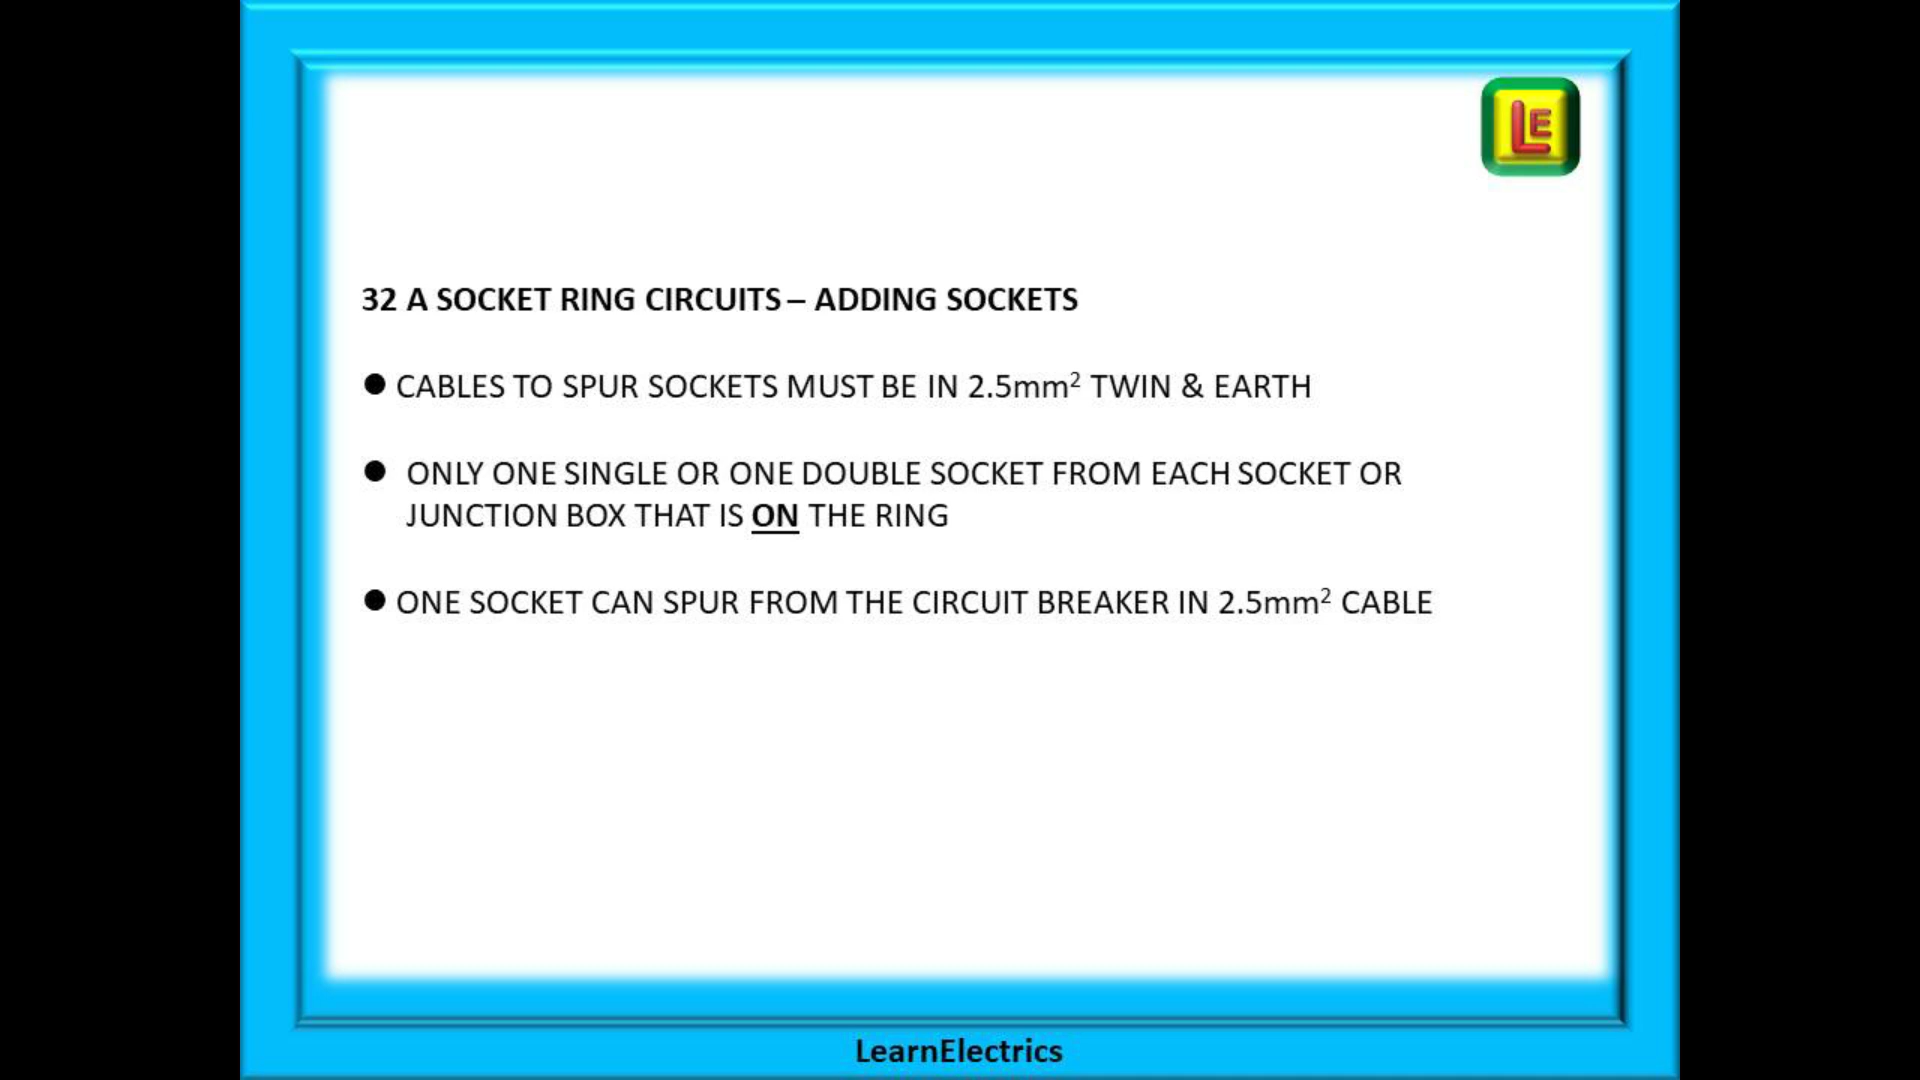 LE
32 A SOCKET RING CIRCUITS – ADDING SOCKETS
● CABLES TO SPUR SOCKETS MUST BE IN 2.5mm² TWIN & EARTH
● ONLY ONE SINGLE OR ONE DOUBLE SOCKET FROM EACH SOCKET OR
JUNCTION BOX THAT IS ON THE RING
● ONE SOCKET CAN SPUR FROM THE CIRCUIT BREAKER IN 2.5mm² CABLE
LearnElectrics